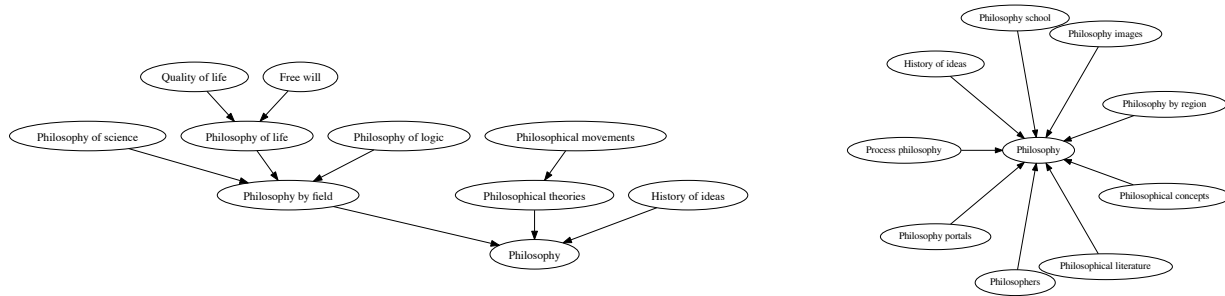 Quality of life
Free will
Philosophy of science
Philosophy of life
Philosophy of logic
Philosophical movements
Philosophy by field
Philosophical theories
History of ideas
Philosophy
Philosophy school
Philosophy images
History of ideas
Philosophy by region
Process philosophy
Philosophy
Philosophical concepts
Philosophy portals
Philosophical literature
Philosophers